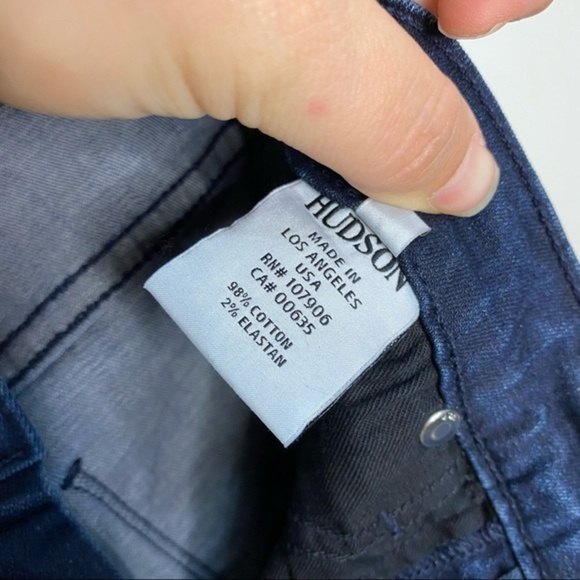 HUDSON
MADE IN
LOS ANGELES
USA
RN# 107906
CA# 00635
98% COTTON
2% ELASTAN